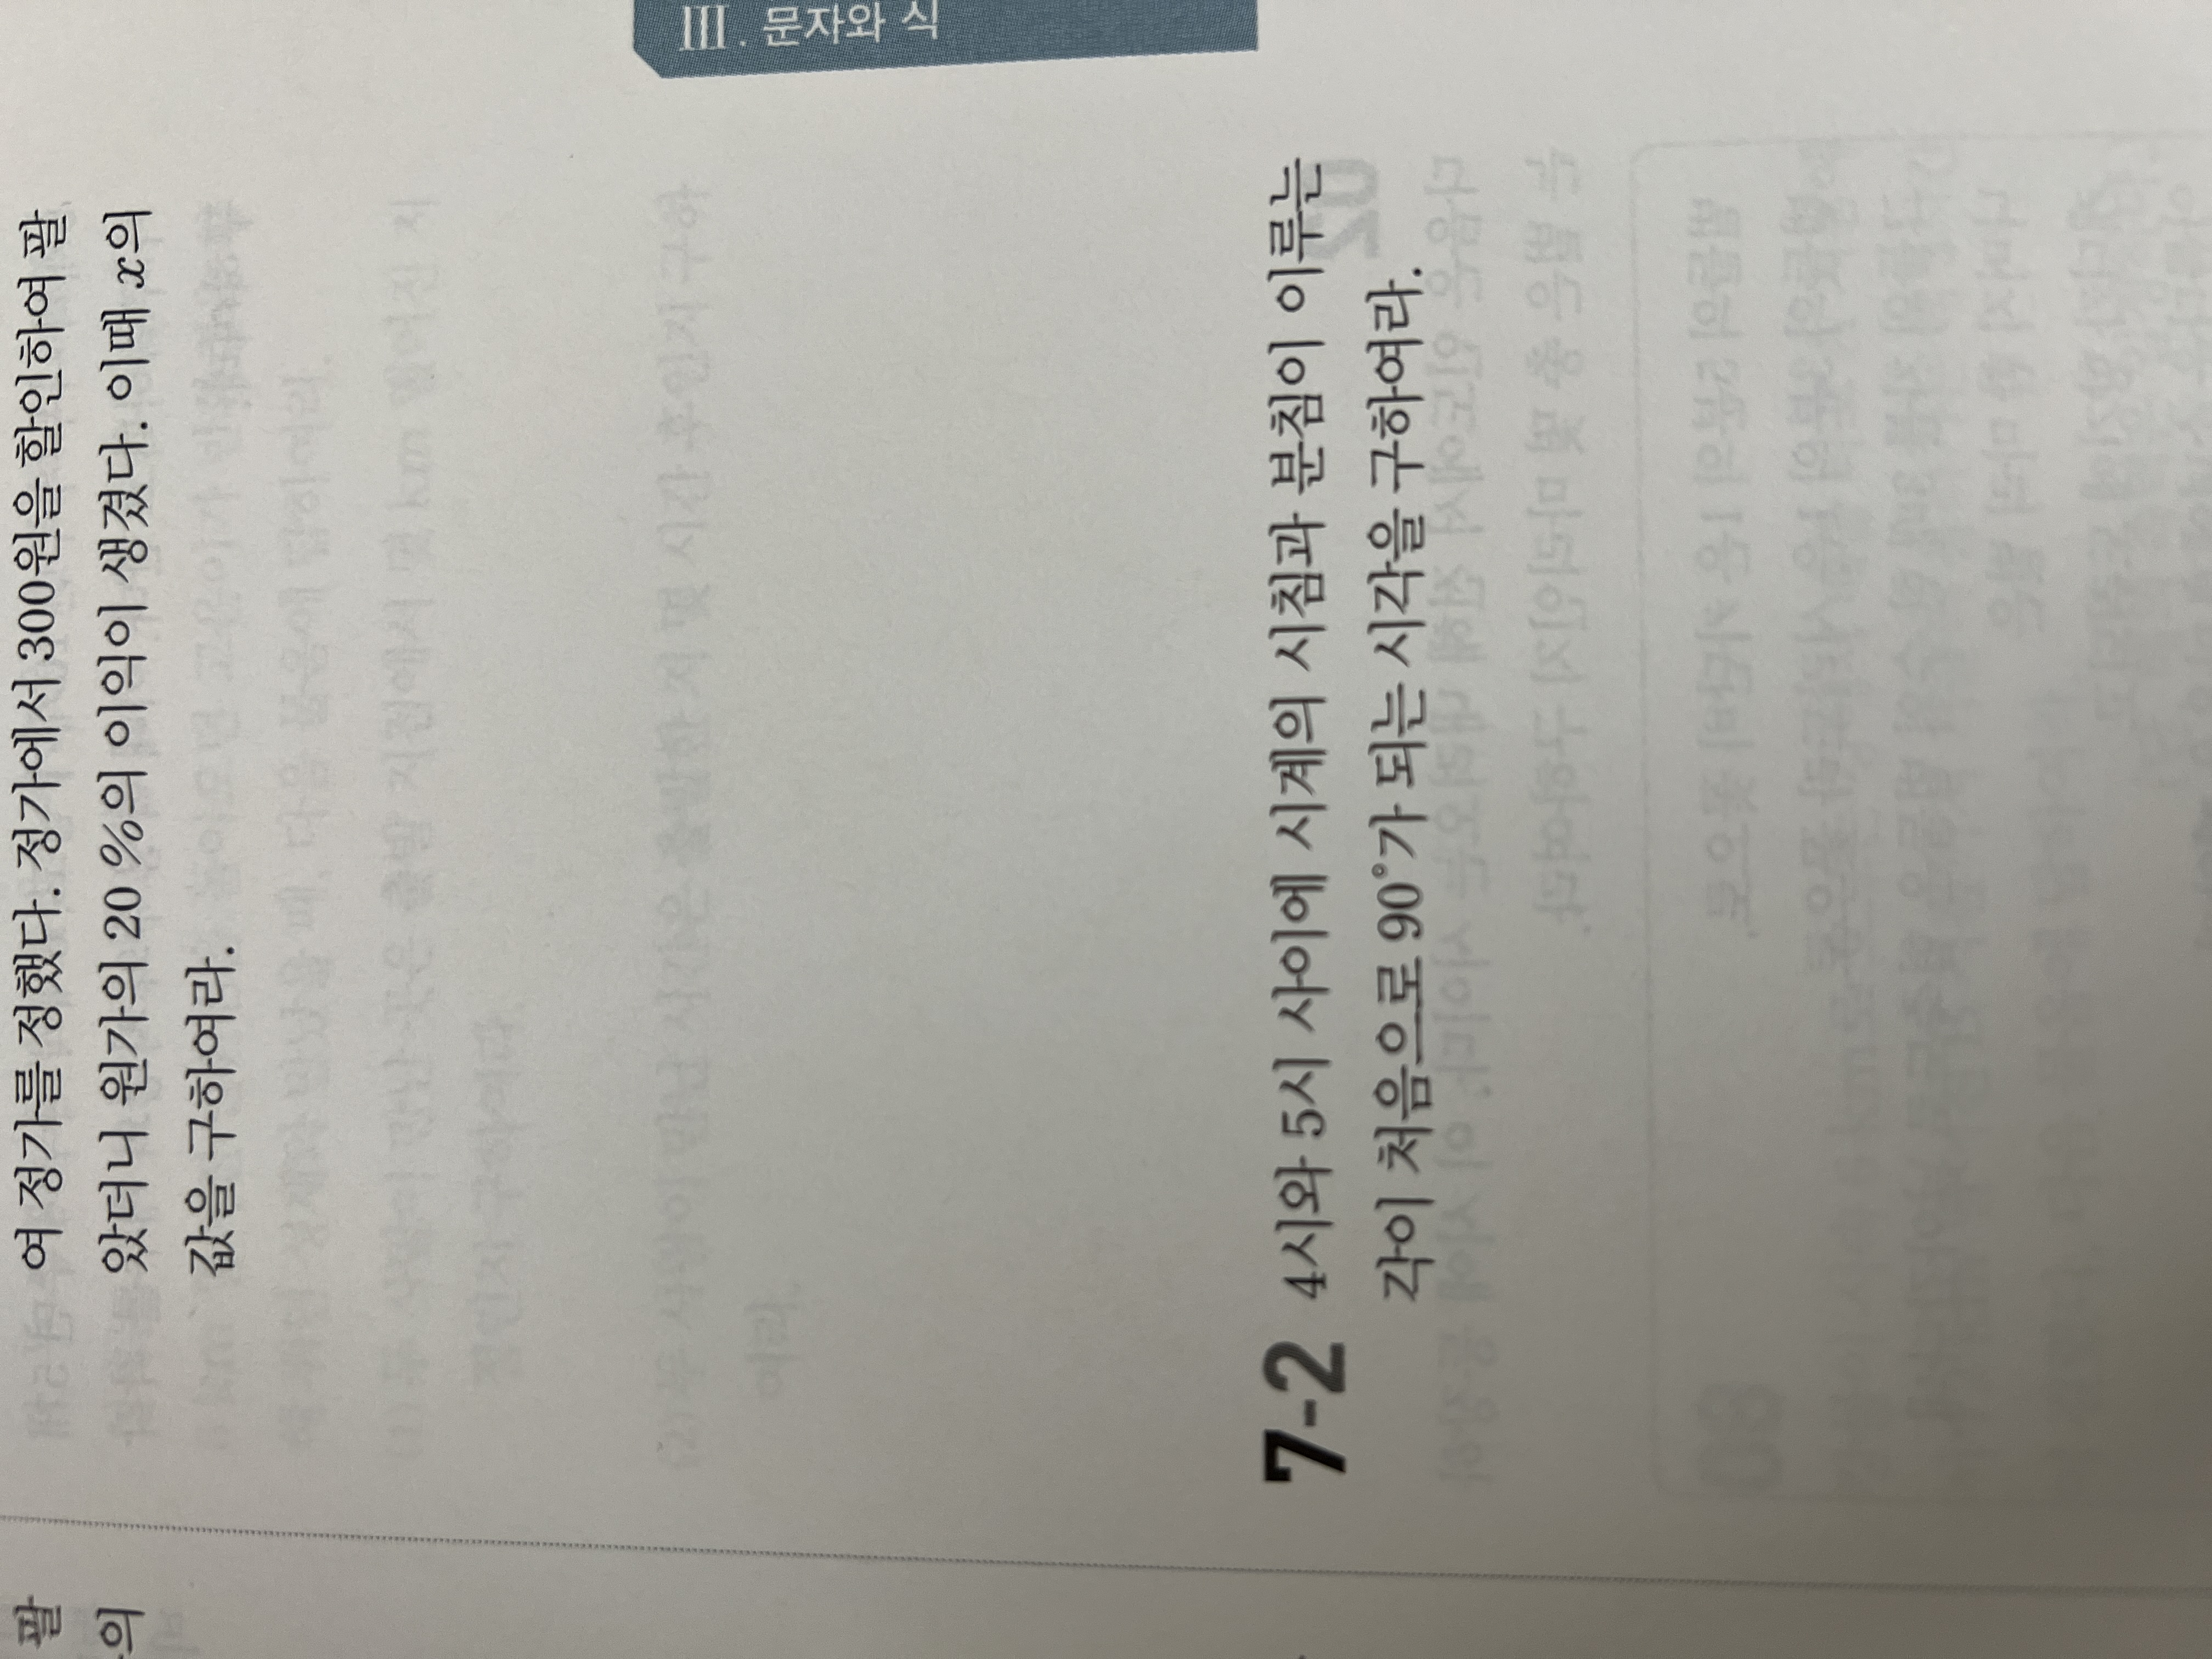 팔
의
여 정가를 정했다. 정가에서 300원을 할인하여 팔
았더니 원가의 20 %의 이익이 생겼다. 이때 x의
값을 구하여라.
III. 문자와 식
7-2 4시와 5시 사이에 시계의 시침과 분침이 이루는
각이 처음으로 90°가 되는 시각을 구하여라.